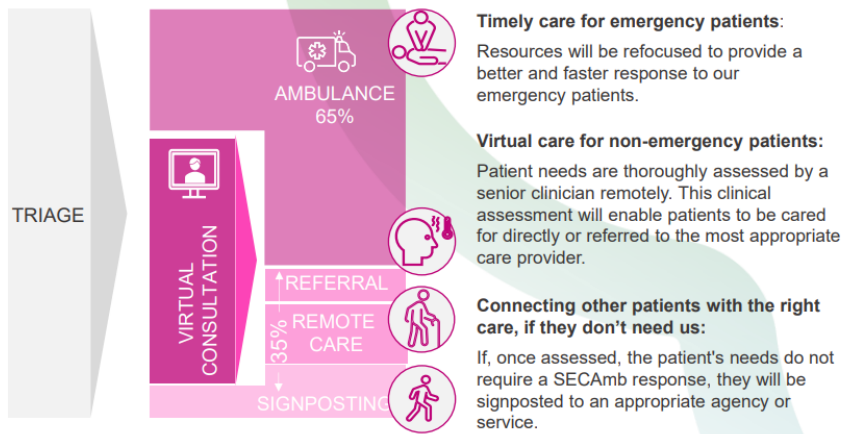 TRIAGE
VIRTUAL
CONSULTATION
AMBULANCE
65%
35%
REFERRAL
REMOTE
CARE
SIGNPOSTING
Timely care for emergency patients:
Resources will be refocused to provide a
better and faster response to our
emergency patients.
Virtual care for non-emergency patients:
Patient needs are thoroughly assessed by a
senior clinician remotely. This clinical
assessment will enable patients to be cared
for directly or referred to the most appropriate
care provider.
Connecting other patients with the right
care, if they don’t need us:
If, once assessed, the patient's needs do not
require a SECAmb response, they will be
signposted to an appropriate agency or
service.